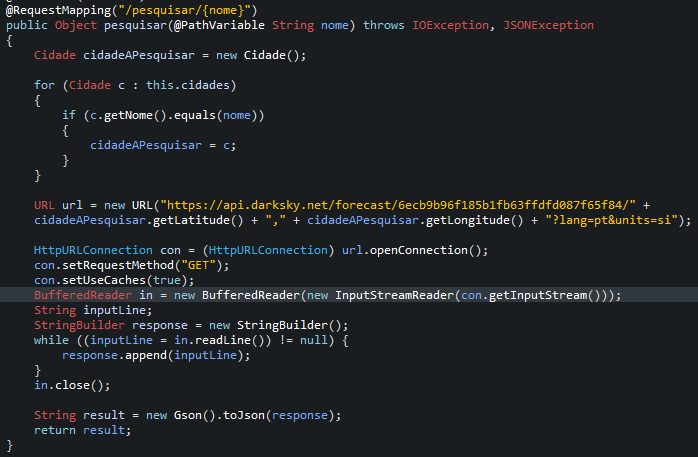 @RequestMapping("/pesquisar/{nome}")
public Object pesquisar(@PathVariable String nome) throws IOException, JSONException
{
Cidade cidadeAPesquisar = new Cidade();
for (Cidade c : this.cidades)
{
if (c.getNome().equals(nome))
{
cidadeAPesquisar = c;
}
}
URL url = new URL("https://api.darksky.net/forecast/6ecb9b96f185b1fb63ffdfd087f65f84/" +
cidadeAPesquisar.getLatitude() + "," + cidadeAPesquisar.getLongitude() + "?lang=pt&units=si");
HttpURLConnection con = (HttpURLConnection) url.openConnection();
con.setRequestMethod("GET");
con.setUseCaches(true);
BufferedReader in = new BufferedReader(new InputStreamReader(con.getInputStream()));
String inputLine;
StringBuilder response = new StringBuilder();
while ((inputLine = in.readLine()) != null) {
response.append(inputLine);
}
in.close();
String result = new Gson().toJson(response);
return result;
}